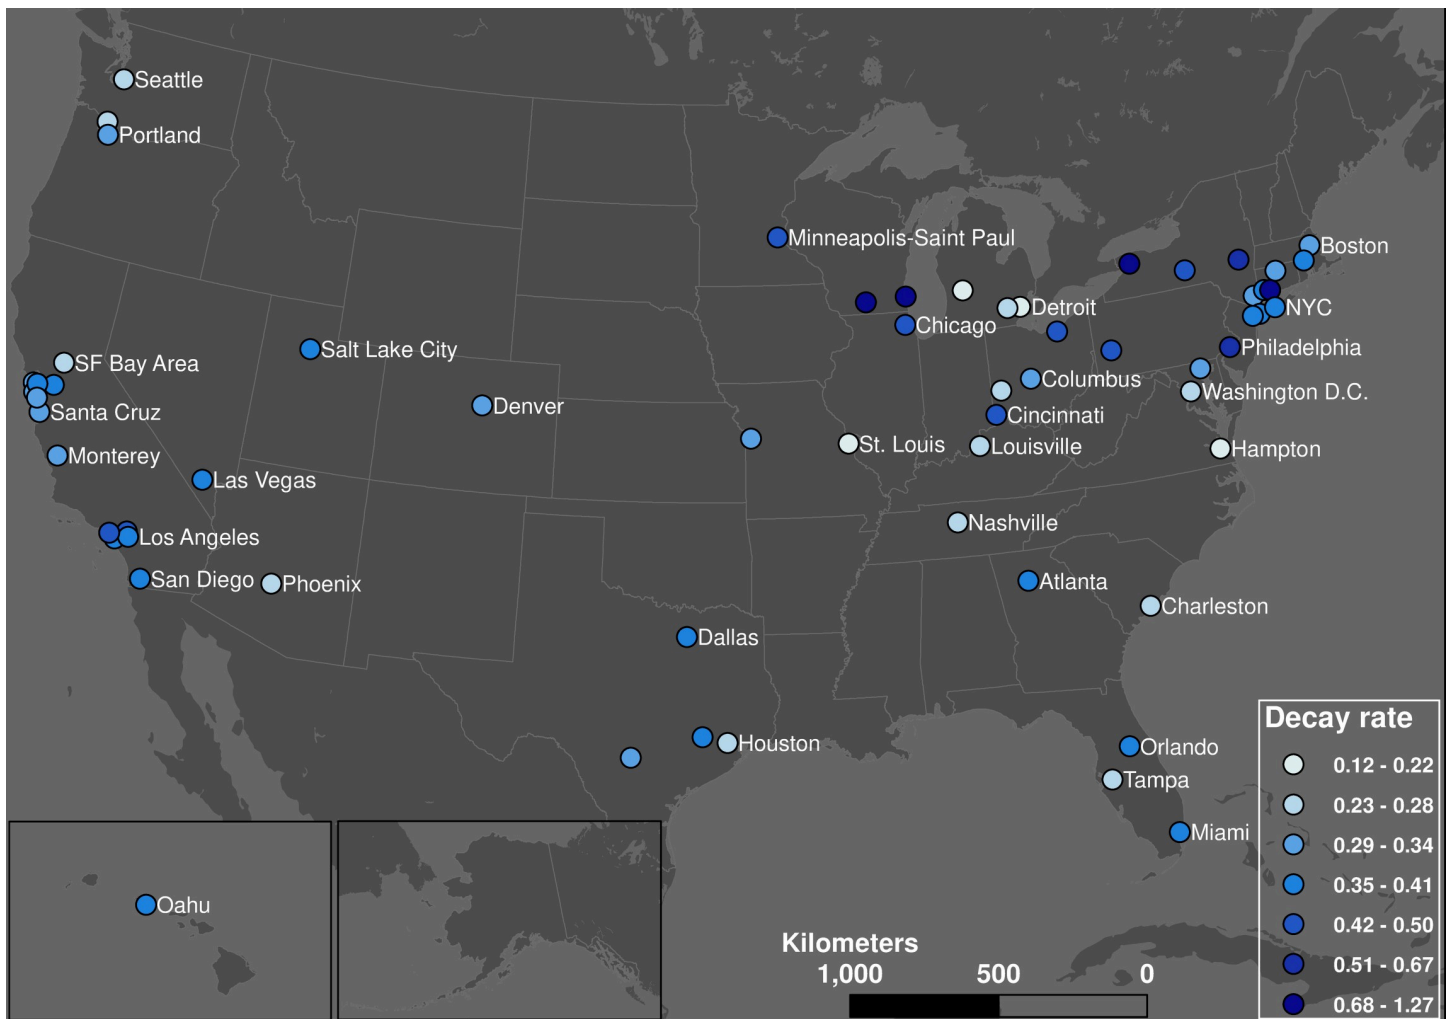 Seattle
Portland
Minneapolis-Saint Paul
Boston
Detroit
NYC
Chicago
Salt Lake City
Philadelphia
SF Bay Area
Columbus
Washington D.C.
Denver
Santa Cruz
Cincinnati
St. Louis
Louisville
Hampton
Monterey
Las Vegas
Nashville
Los Angeles
San Diego
Phoenix
Atlanta
Charleston
Dallas
Houston
Orlando
Tampa
Miami
Oahu
Decay rate
0.12 - 0.22
0.23 - 0.28
0.29 - 0.34
0.35 - 0.41
0.42 - 0.50
0.51 - 0.67
0.68 - 1.27
Kilometers
1,000 500 0